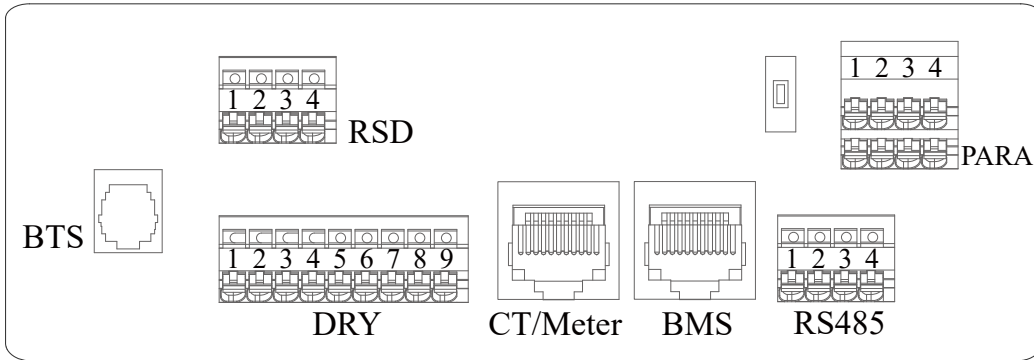 1 2 3 4
PARA
1 2 3 4
RSD
BTS
1 2 3 4 5 6 7 8 9
DRY
CT/Meter
BMS
1 2 3 4
RS485